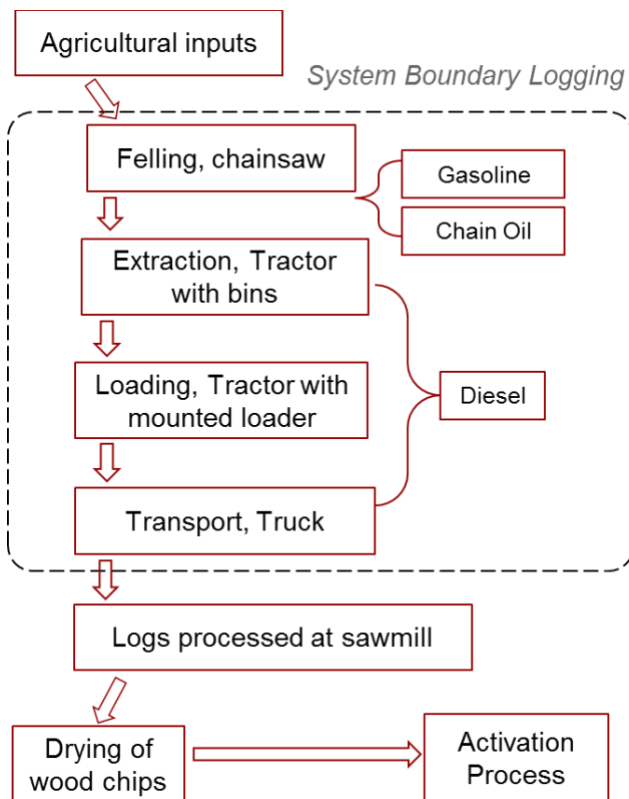 Agricultural inputs
System Boundary Logging
Felling, chainsaw
Gasoline
Chain Oil
Extraction, Tractor
with bins
Loading, Tractor with
mounted loader
Diesel
Transport, Truck
Logs processed at sawmill
Drying of
wood chips
Activation
Process